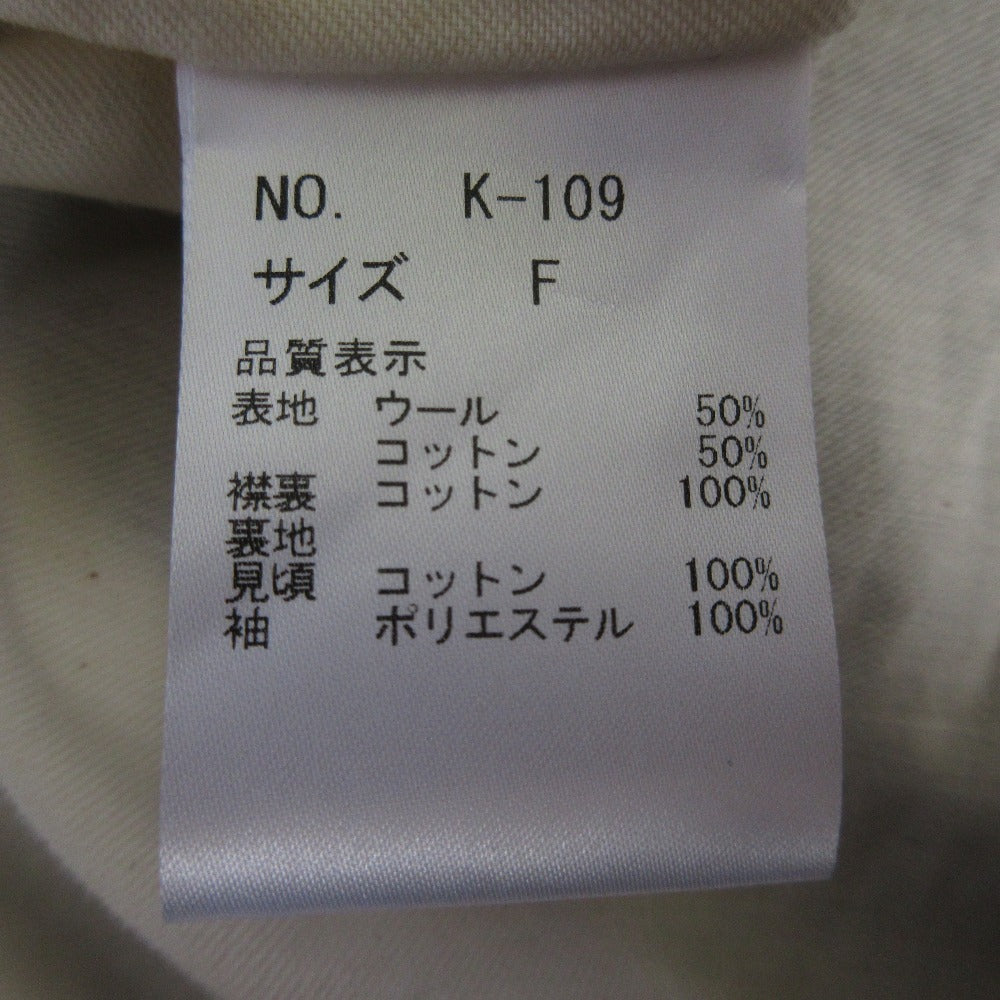 NO. K-109
サイズ F
品質表示
表地 ウール 50%
コットン 50%
襟裏 コットン 100%
裏地
見頃 コットン 100%
袖 ポリエステル 100%